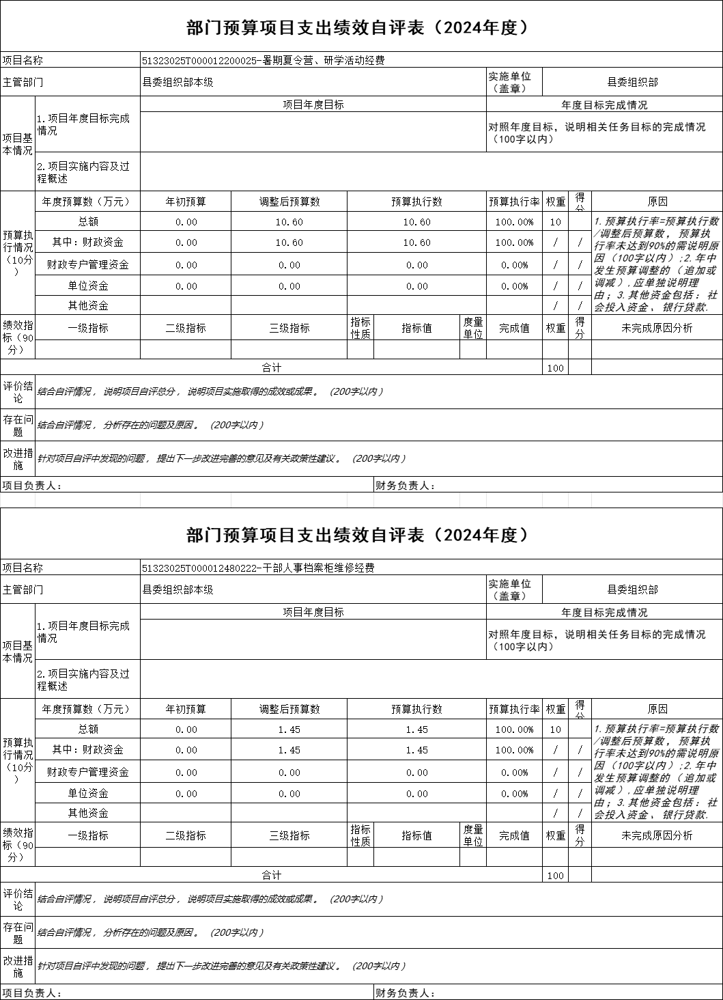 部门预算项目支出绩效自评表（2024年度）
项目名称 51323025T000012200025-暑期夏令营、研学活动经费
主管部门 县委组织部本级 实施单位（盖章） 县委组织部
项目基本情况 1.项目年度目标完成情况 项目年度目标 年度目标完成情况
对照年度目标，说明相关任务目标的完成情况（100字以内）
2.项目实施内容及过程概述
预算执行情况（10分） 年度预算数（万元） 年初预算 调整后预算数 预算执行数 预算执行率 权重 得分 原因
总额 0.00 10.60 10.60 100.00% 10
其中：财政资金 0.00 10.60 10.60 100.00% / /
财政专户管理资金 0.00 0.00 0.00 0.00% / /
单位资金 0.00 0.00 0.00 0.00% / /
其他资金 / /
1.预算执行率=预算执行数/调整后预算数，预算执行率未达到90%的需说明原因（100字以内）;2.年中发生预算调整的（追加或调减）,应单独说明理由；3.其他资金包括：社会投入资金、银行贷款.
绩效指标（90分） 一级指标 二级指标 三级指标 指标性质 指标值 度量单位 完成值 权重 得分 未完成原因分析
合计 100
评价结论 结合自评情况，说明项目自评总分，说明项目实施取得的成效或成果。（200字以内）
存在问题 结合自评情况，分析存在的问题及原因。（200字以内）
改进措施 针对项目自评中发现的问题，提出下一步改进完善的意见及有关政策性建议。（200字以内）
项目负责人： 财务负责人：
部门预算项目支出绩效自评表（2024年度）
项目名称 51323025T000012480222-干部人事档案柜维修经费
主管部门 县委组织部本级 实施单位（盖章） 县委组织部
项目基本情况 1.项目年度目标完成情况 项目年度目标 年度目标完成情况
对照年度目标，说明相关任务目标的完成情况（100字以内）
2.项目实施内容及过程概述
预算执行情况（10分） 年度预算数（万元） 年初预算 调整后预算数 预算执行数 预算执行率 权重 得分 原因
总额 0.00 1.45 1.45 100.00% 10
其中：财政资金 0.00 1.45 1.45 100.00% / /
财政专户管理资金 0.00 0.00 0.00 0.00% / /
单位资金 0.00 0.00 0.00 0.00% / /
其他资金 / /
1.预算执行率=预算执行数/调整后预算数，预算执行率未达到90%的需说明原因（100字以内）;2.年中发生预算调整的（追加或调减）,应单独说明理由；3.其他资金包括：社会投入资金、银行贷款.
绩效指标（90分） 一级指标 二级指标 三级指标 指标性质 指标值 度量单位 完成值 权重 得分 未完成原因分析
合计 100
评价结论 结合自评情况，说明项目自评总分，说明项目实施取得的成效或成果。（200字以内）
存在问题 结合自评情况，分析存在的问题及原因。（200字以内）
改进措施 针对项目自评中发现的问题，提出下一步改进完善的意见及有关政策性建议。（200字以内）
项目负责人： 财务负责人：